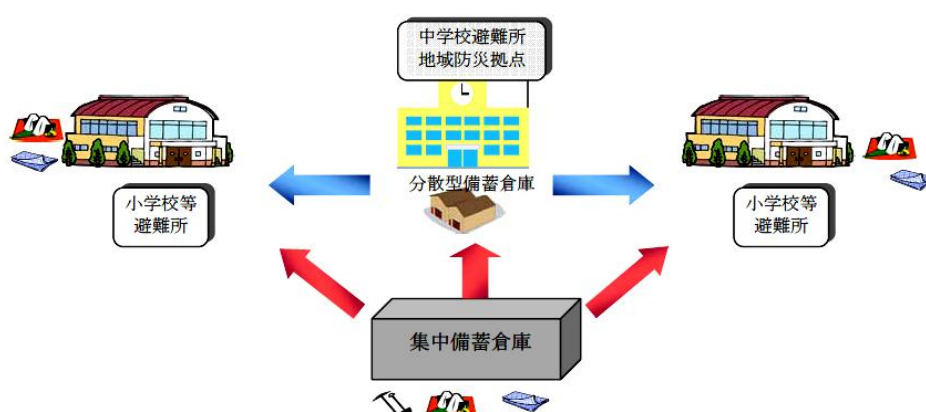 中学校避難所
地域防災拠点
分散型備蓄倉庫
小学校等
避難所
小学校等
避難所
集中備蓄倉庫